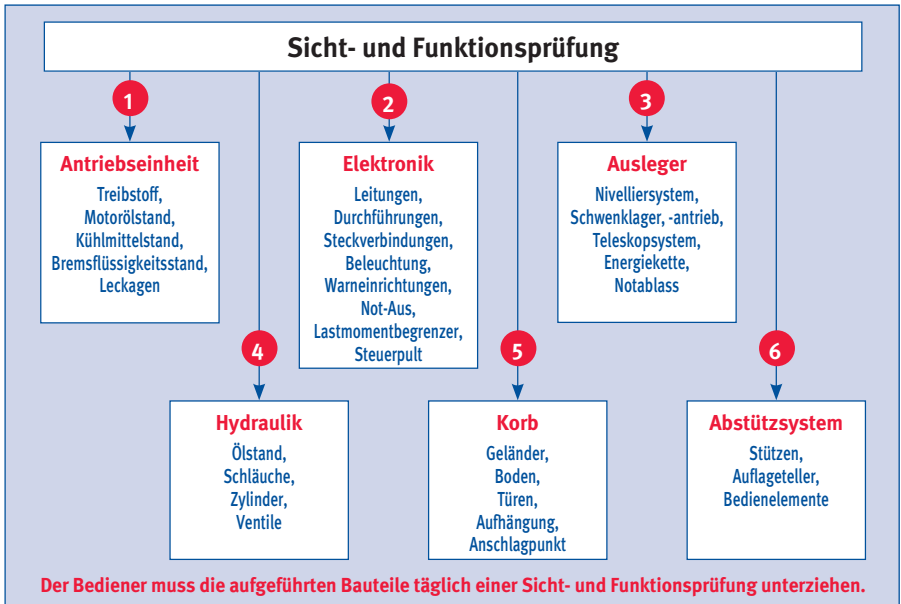 Sicht- und Funktionsprüfung
1
Antriebseinheit
Treibstoff,
Motorölstand,
Kühlmittelstand,
Bremsflüssigkeitsstand,
Leckagen
2
Elektronik
Leitungen,
Durchführungen,
Steckverbindungen,
Beleuchtung,
Warneinrichtungen,
Not-Aus,
Lastmomentbegrenzer,
Steuerpult
3
Ausleger
Nivelliersystem,
Schwenklager, -antrieb,
Teleskopsystem,
Energiekette,
Notablass
4
Hydraulik
Ölstand,
Schläuche,
Zylinder,
Ventile
5
Korb
Geländer,
Boden,
Türen,
Aufhängung,
Anschlagpunkt
6
Abstützsystem
Stützen,
Auflageteller,
Bedienelemente
Der Bediener muss die aufgeführten Bauteile täglich einer Sicht- und Funktionsprüfung unterziehen.